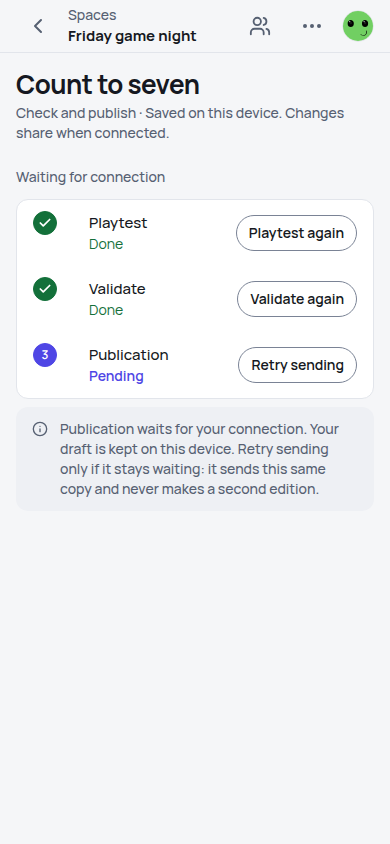 Spaces
Friday game night
Count to seven
Check and publish · Saved on this device. Changes
share when connected.
Waiting for connection
Playtest
Done
Playtest again
Validate
Done
Validate again
3
Publication
Pending
Retry sending
Publication waits for your connection. Your
draft is kept on this device. Retry sending
only if it stays waiting: it sends this same
copy and never makes a second edition.